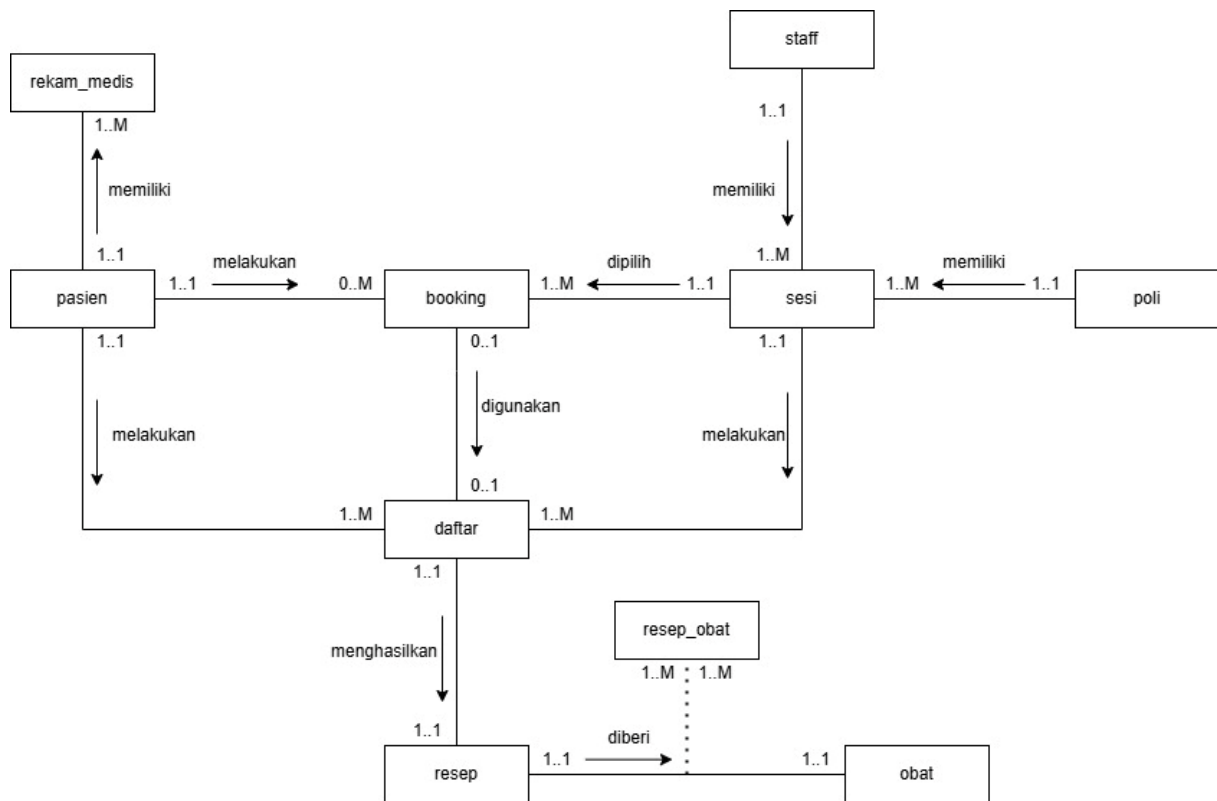 staff
rekam_medis
1..M
1..1
memiliki
memiliki
1..1
1..M
melakukan
dipilih
memiliki
pasien
1..1
0..M
booking
1..M
1..1
sesi
1..M
1..1
poli
1..1
0..1
1..1
melakukan
digunakan
melakukan
0..1
1..M
daftar
1..M
1..1
resep_obat
menghasilkan
1..M
1..M
1..1
diberi
resep
1..1
1..1
obat